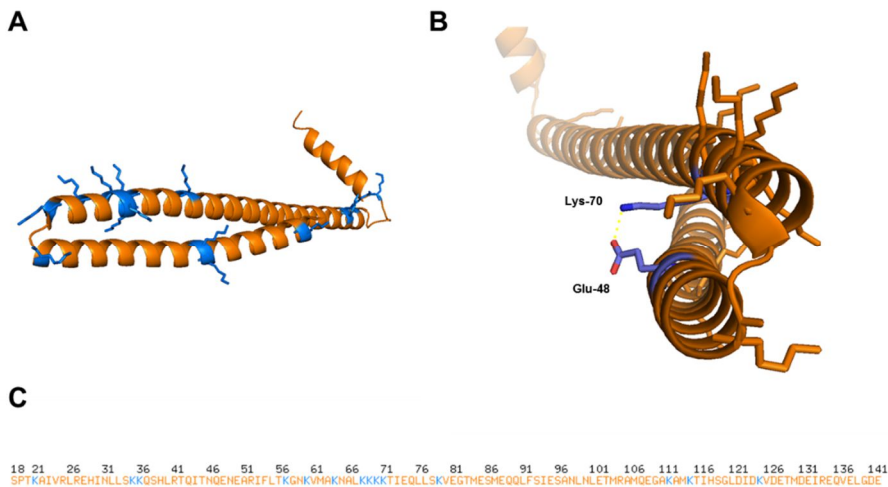 A
B
Lys-70
Glu-48
C
18 21 26 31 36 41 46 51 56 61 66 71 76 81 86 91 96 101 106 111 116 121 126 131 136 141
SPTKAIVRLREHINLLSKKQSHLRTQITNQENEARIFLTKGNKVMAKNALKKKKTIEQLLSKVEGTMESMEQQLFSIESANLNLETMRAMQEGAKAMKTIHSGLDIDKVDETMDEIREQVELGDE